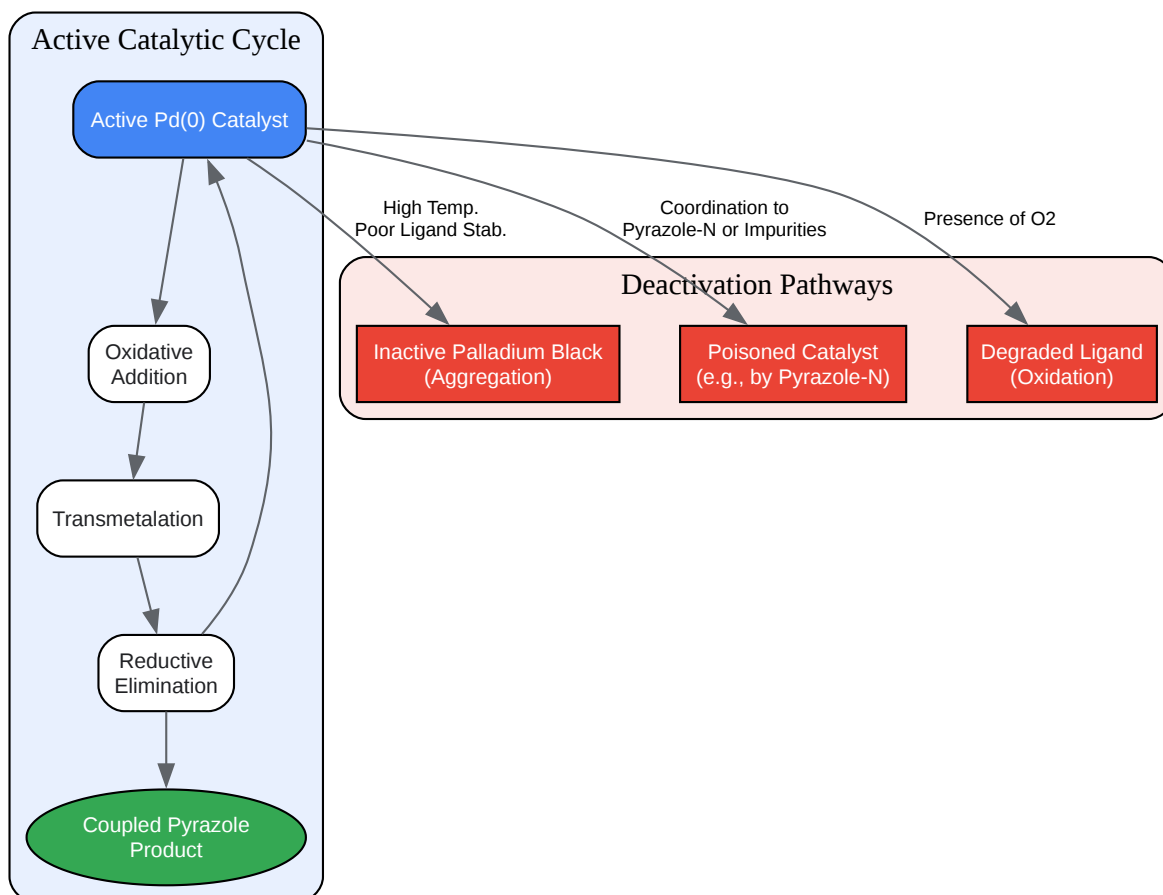 Active Catalytic Cycle
Active Pd(0) Catalyst
High Temp.
Poor Ligand Stab.
Coordination to
Pyrazole-N or Impurities
Presence of O2
Deactivation Pathways
Inactive Palladium Black
(Aggregation)
Poisoned Catalyst
(e.g., by Pyrazole-N)
Degraded Ligand
(Oxidation)
Oxidative
Addition
Transmetalation
Reductive
Elimination
Coupled Pyrazole
Product